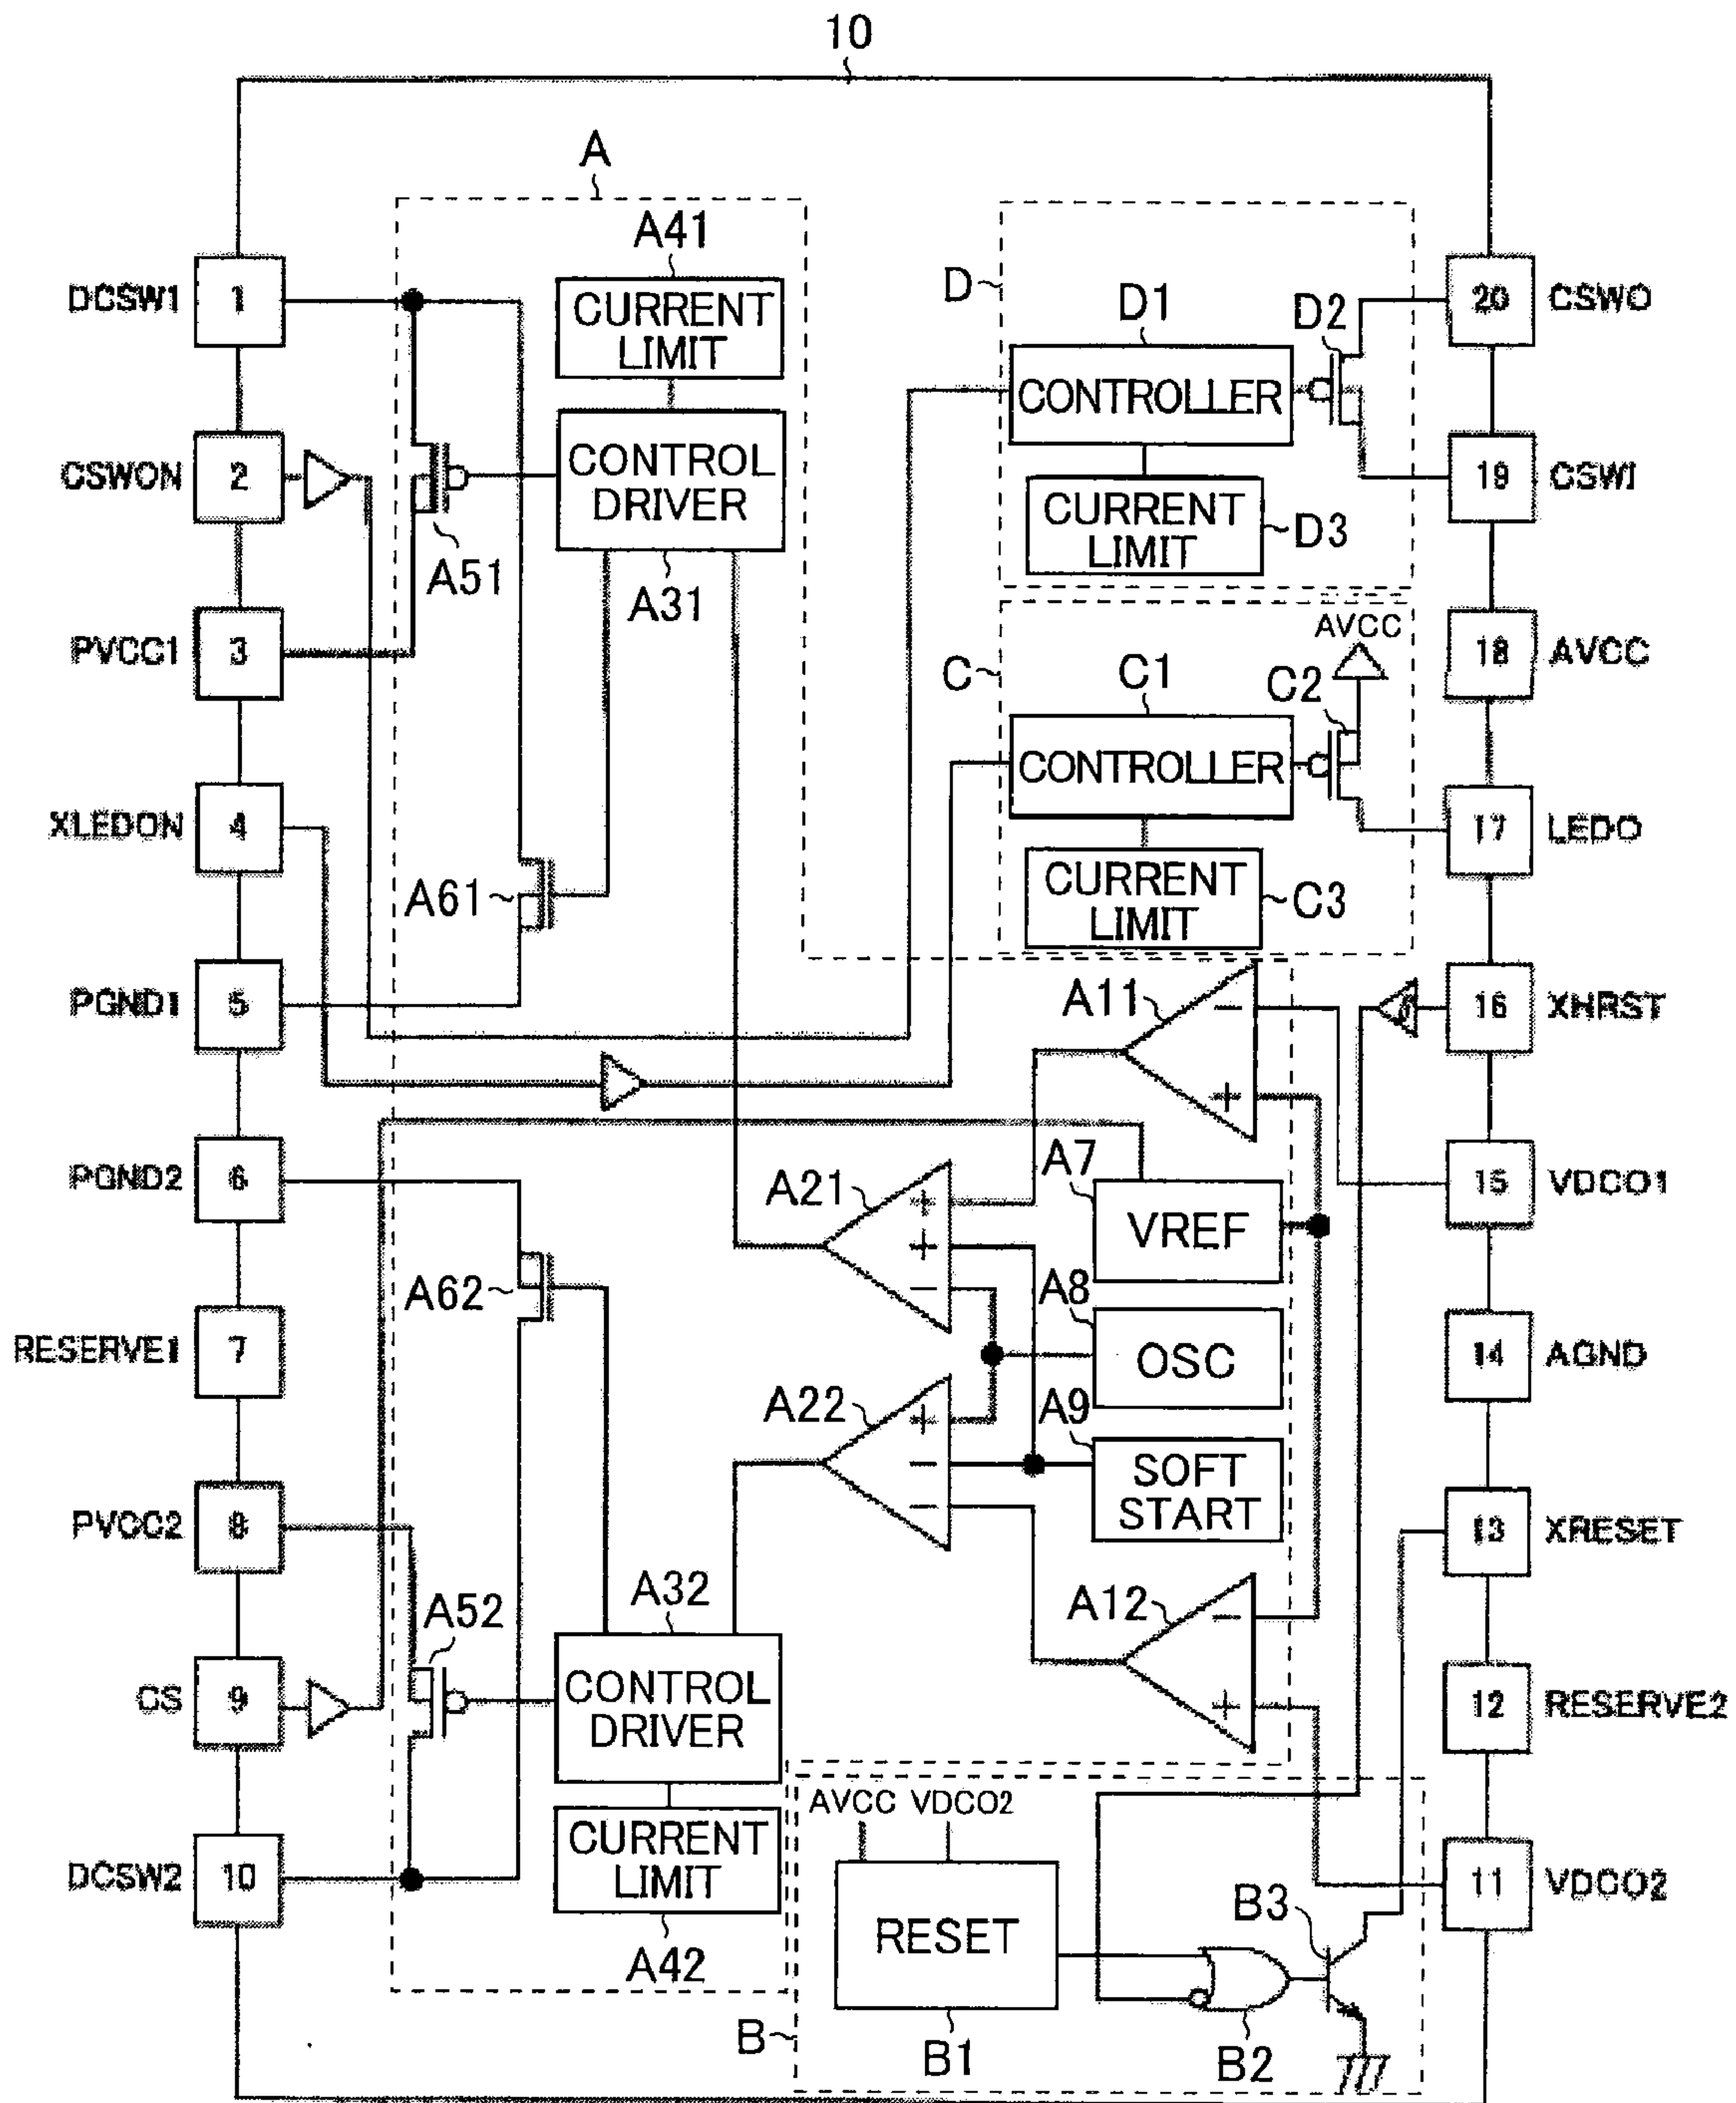 10
A
A41
CURRENT
LIMIT
DCSW1
1
D
D1
D2
20
CSWO
CONTROLLER
CSWON
2
CONTROL
DRIVER
A51
A31
CURRENT
LIMIT
D3
19
CSWI
PVCC1
3
AVCC
18
AVCC
C
C1
C2
XLEDON
4
CONTROLLER
17
LEDO
A61
CURRENT
LIMIT
C3
PGND1
5
A11
−
+
16
XHRST
PGND2
6
A21
+
+
−
A7
VREF
15
VDCO1
A62
RESERVE1
7
A8
OSC
14
AGND
A22
+
−
−
A9
SOFT
START
PVCC2
8
13
XRESET
A52
A32
A12
−
+
CS
9
CONTROL
DRIVER
12
RESERVE2
AVCC VDCO2
DCSW2
10
CURRENT
LIMIT
A42
RESET
B3
11
VDCO2
B
B1
B2